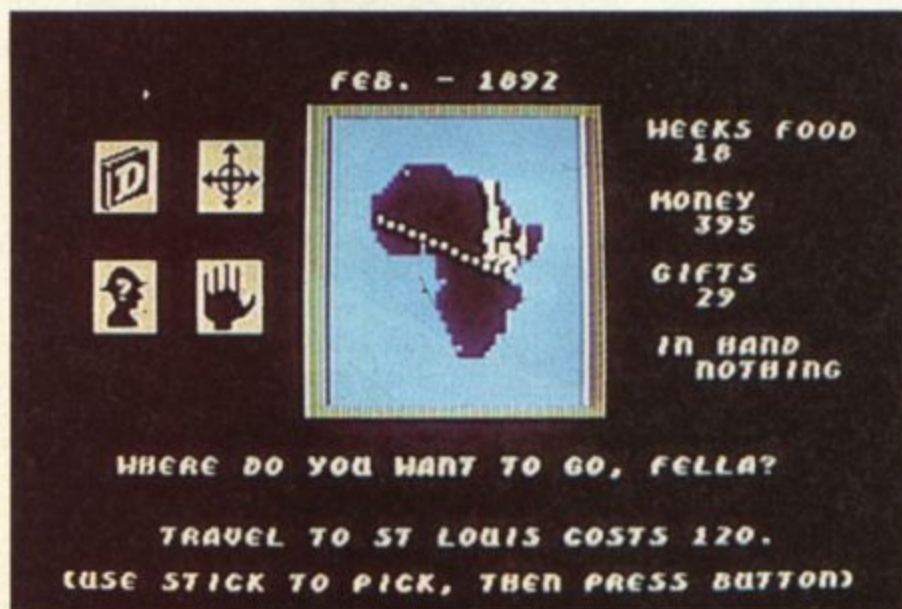 FEB. - 1892
D
?
WEEKS FOOD
18
MONEY
395
GIFTS
29
IN HAND
NOTHING
WHERE DO YOU WANT TO GO, FELLA?
TRAVEL TO ST LOUIS COSTS 120.
(USE STICK TO PICK, THEN PRESS BUTTON)